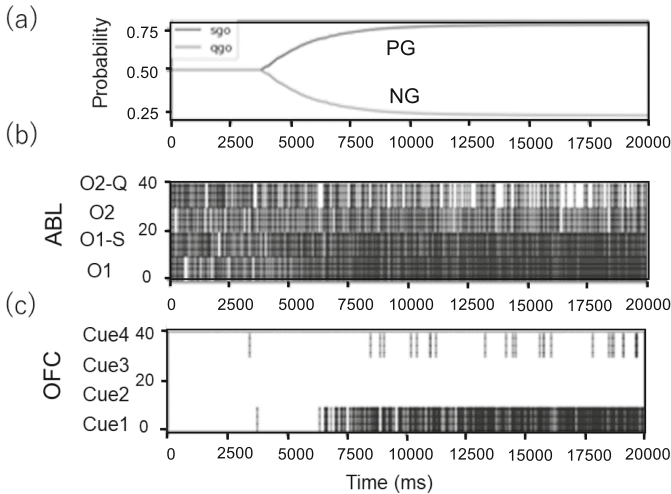 (a)
Probability
0.75
0.50
0.25
sgo
qgo
PG
NG
0 2500 5000 7500 10000 12500 15000 17500 20000
(b)
ABL
O2-Q 40
O2
20
O1-S
O1 0
0 2500 5000 7500 10000 12500 15000 17500 20000
(c)
OFC
Cue4 40
Cue3
20
Cue2
Cue1 0
0 2500 5000 7500 10000 12500 15000 17500 20000
Time (ms)